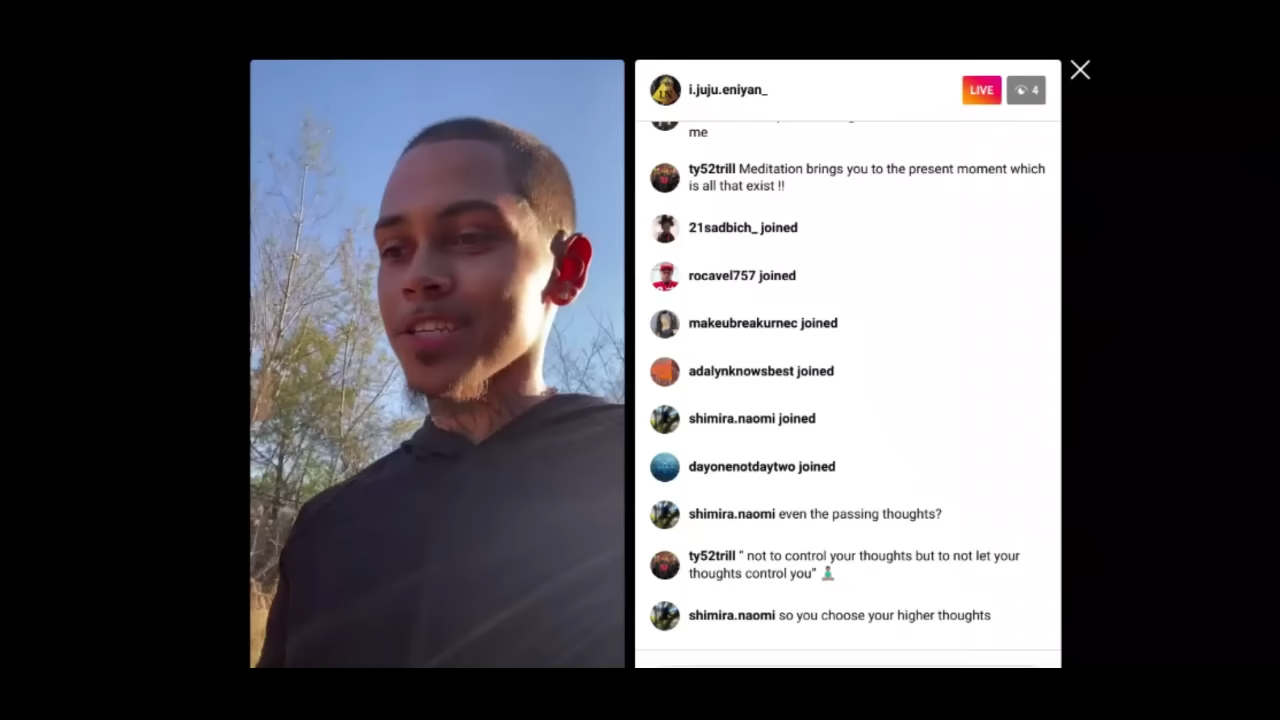 i.juju.eniyan_
LIVE
4
me
ty52trill Meditation brings you to the present moment which
is all that exist !!
21sadbich_ joined
rocavel757 joined
makeubreakurnec joined
adalynknowsbest joined
shimira.naomi joined
dayonenotdaytwo joined
shimira.naomi even the passing thoughts?
ty52trill " not to control your thoughts but to not let your
thoughts control you" 🧘
shimira.naomi so you choose your higher thoughts